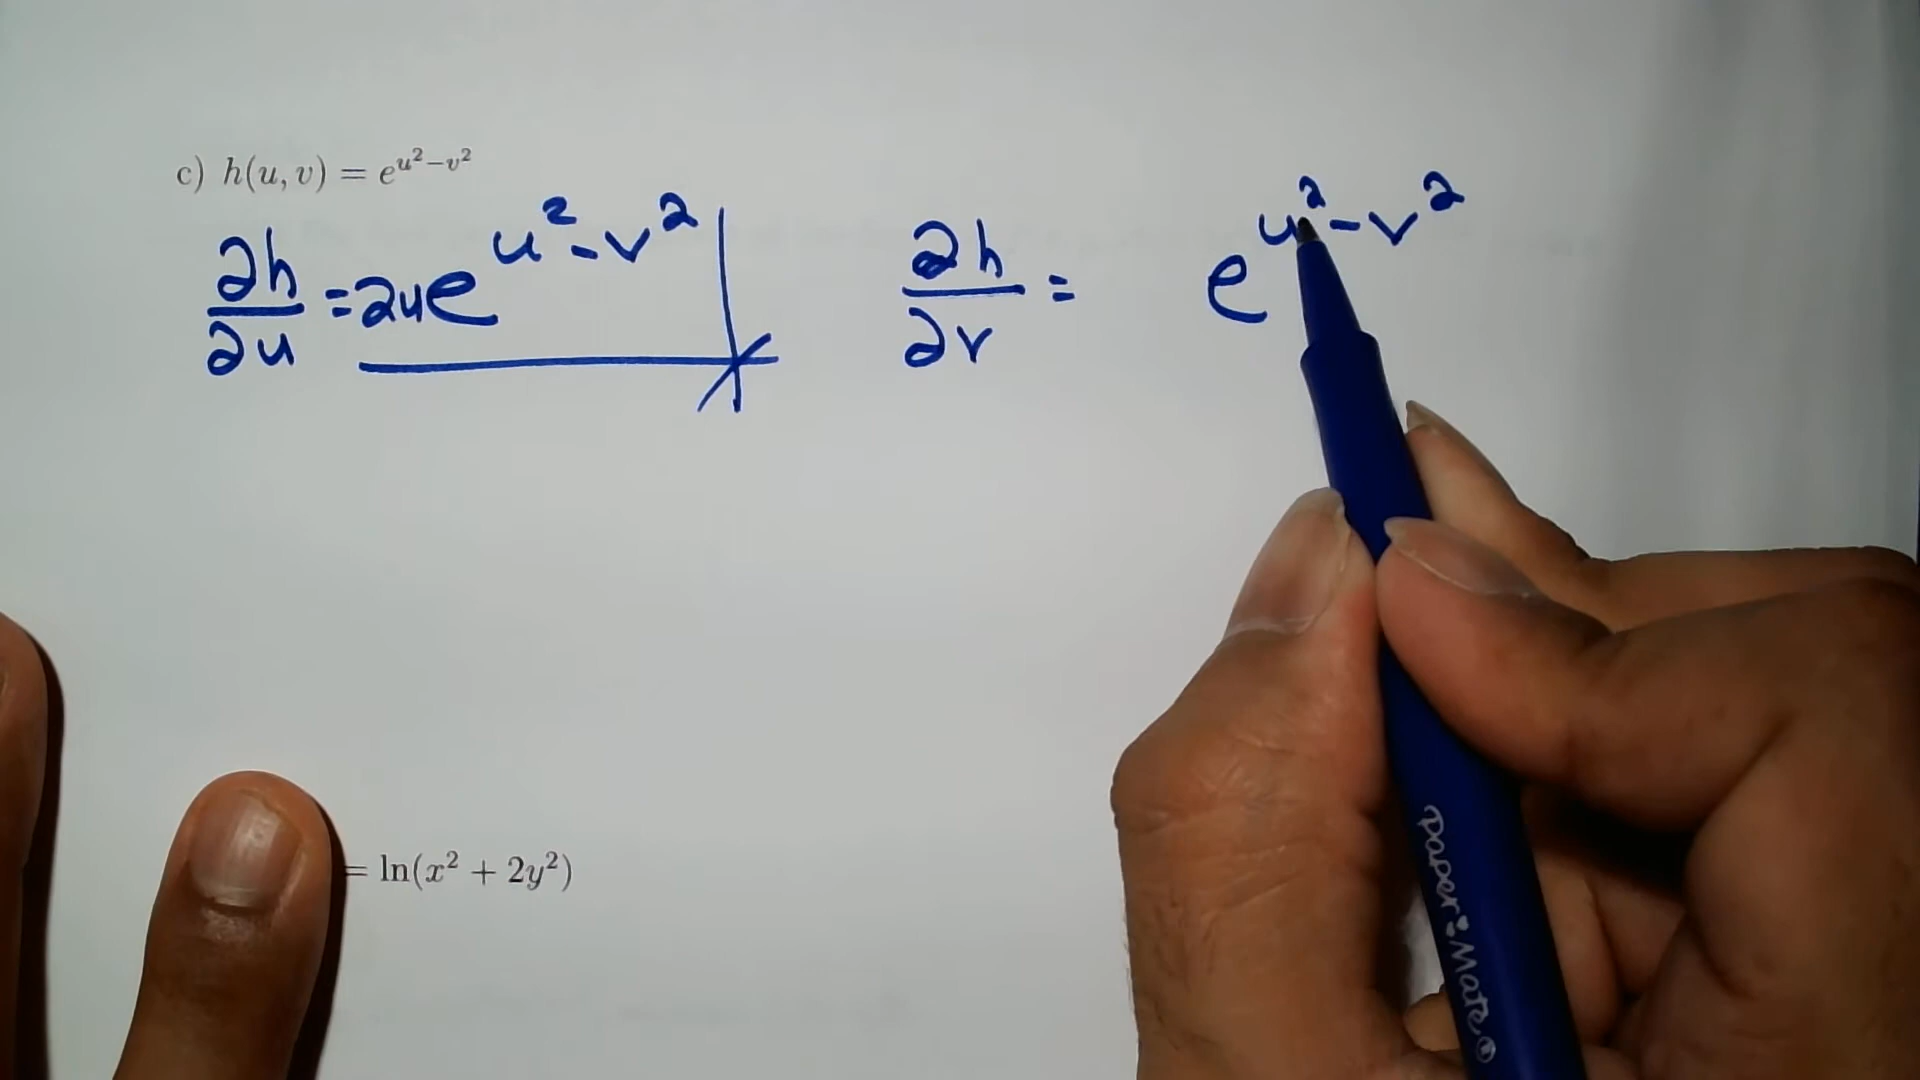 c) h(u, v) = e^{u²−v²}
∂h/∂u = 2ue^{u²-v²}
∂h/∂v = e^{u²-v²}
= ln(x² + 2y²)
Paper:Mate®